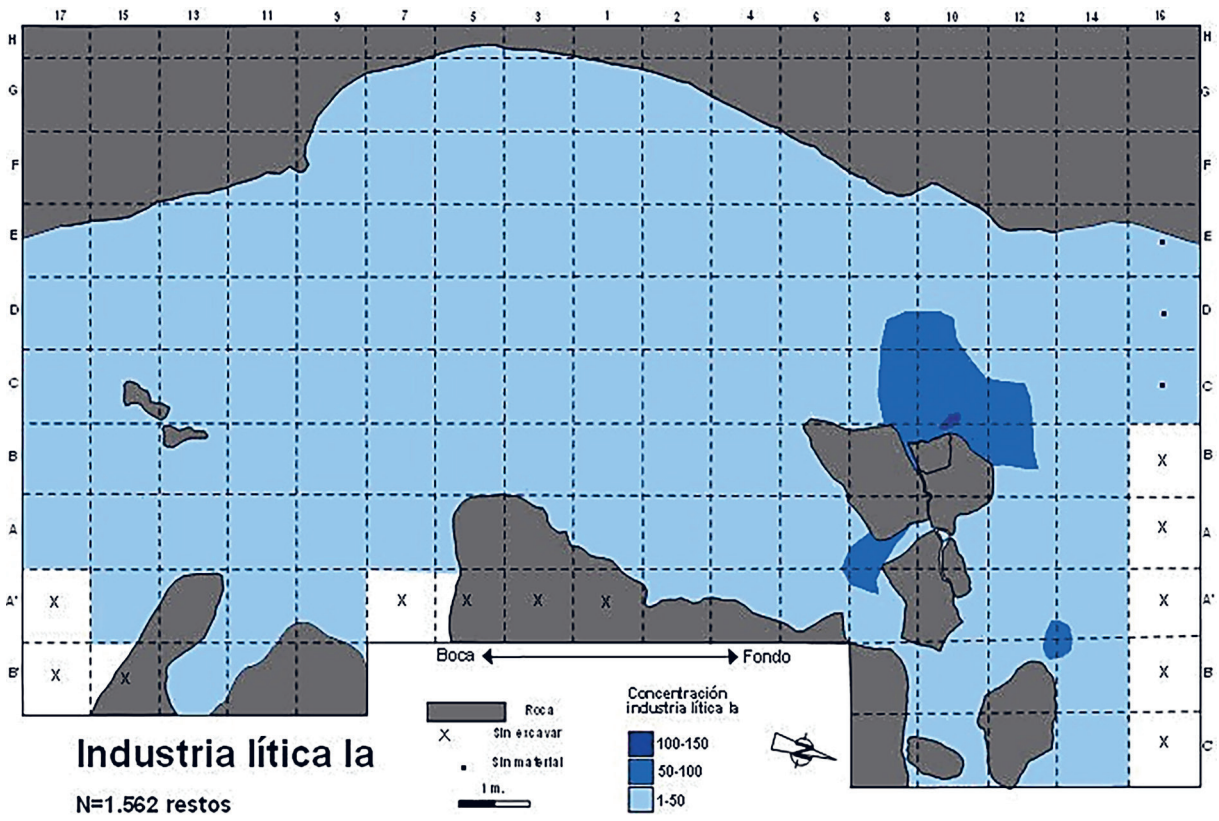 17 15 13 11 9 7 5 3 1 2 4 6 8 10 12 14 16
H H
G G
F F
E E
D D
C C
B X B
A X A
A' X X X X X X A'
B' X X X B
X C
Boca Fondo
Roca
X Sin excavar
Sin material
1 m.
Concentración
industria lítica Ia
100-150
50-100
1-50
N
Industria lítica Ia
N=1.562 restos